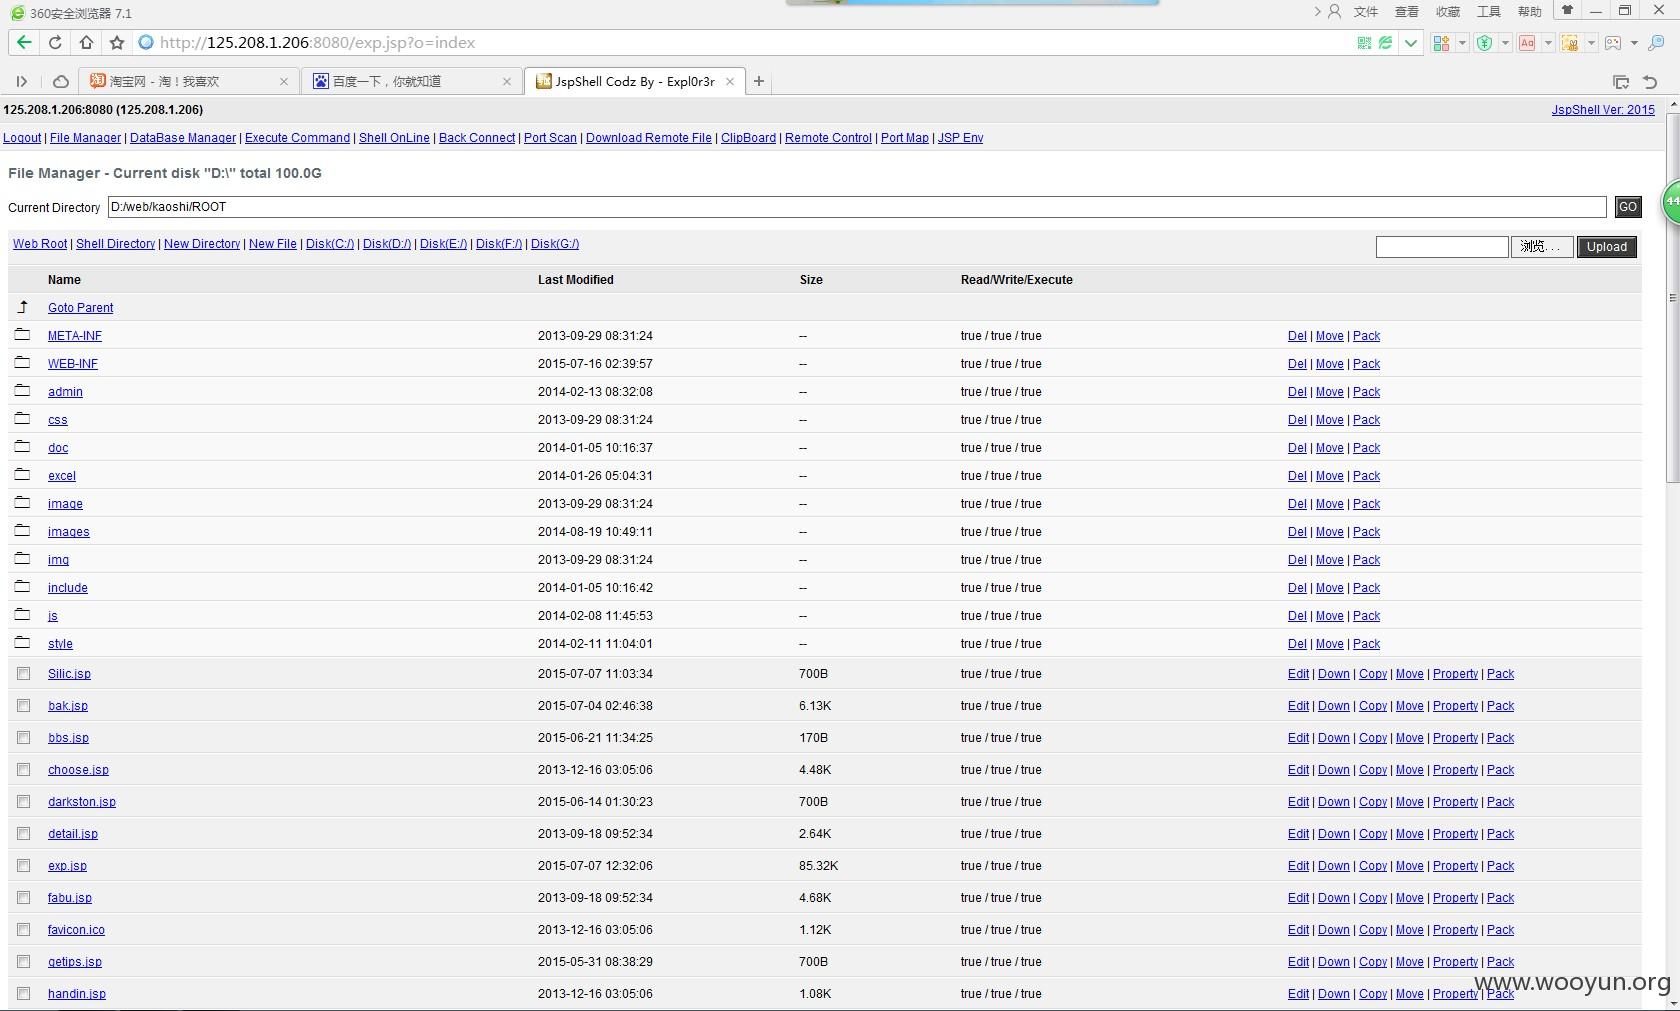 360安全浏览器 7.1
文件 查看 收藏 工具 帮助
http://125.208.1.206:8080/exp.jsp?o=index
淘宝网 - 淘！我喜欢
百度一下，你就知道
JspShell Codz By - Expl0r3r
125.208.1.206:8080 (125.208.1.206) JspShell Ver: 2015
Logout | File Manager | DataBase Manager | Execute Command | Shell OnLine | Back Connect | Port Scan | Download Remote File | ClipBoard | Remote Control | Port Map | JSP Env
File Manager - Current disk "D:\" total 100.0G
44
Current Directory D:/web/kaoshi/ROOT GO
Web Root | Shell Directory | New Directory | New File | Disk(C:/) | Disk(D:/) | Disk(E:/) | Disk(F:/) | Disk(G:/) 浏览... Upload
Name Last Modified Size Read/Write/Execute
Goto Parent
META-INF 2013-09-29 08:31:24 -- true / true / true Del | Move | Pack
WEB-INF 2015-07-16 02:39:57 -- true / true / true Del | Move | Pack
admin 2014-02-13 08:32:08 -- true / true / true Del | Move | Pack
css 2013-09-29 08:31:24 -- true / true / true Del | Move | Pack
doc 2014-01-05 10:16:37 -- true / true / true Del | Move | Pack
excel 2014-01-26 05:04:31 -- true / true / true Del | Move | Pack
image 2013-09-29 08:31:24 -- true / true / true Del | Move | Pack
images 2014-08-19 10:49:11 -- true / true / true Del | Move | Pack
img 2013-09-29 08:31:24 -- true / true / true Del | Move | Pack
include 2014-01-05 10:16:42 -- true / true / true Del | Move | Pack
js 2014-02-08 11:45:53 -- true / true / true Del | Move | Pack
style 2014-02-11 11:04:01 -- true / true / true Del | Move | Pack
Silic.jsp 2015-07-07 11:03:34 700B true / true / true Edit | Down | Copy | Move | Property | Pack
bak.jsp 2015-07-04 02:46:38 6.13K true / true / true Edit | Down | Copy | Move | Property | Pack
bbs.jsp 2015-06-21 11:34:25 170B true / true / true Edit | Down | Copy | Move | Property | Pack
choose.jsp 2013-12-16 03:05:06 4.48K true / true / true Edit | Down | Copy | Move | Property | Pack
darkston.jsp 2015-06-14 01:30:23 700B true / true / true Edit | Down | Copy | Move | Property | Pack
detail.jsp 2013-09-18 09:52:34 2.64K true / true / true Edit | Down | Copy | Move | Property | Pack
exp.jsp 2015-07-07 12:32:06 85.32K true / true / true Edit | Down | Copy | Move | Property | Pack
fabu.jsp 2013-09-18 09:52:34 4.68K true / true / true Edit | Down | Copy | Move | Property | Pack
favicon.ico 2013-12-16 03:05:06 1.12K true / true / true Edit | Down | Copy | Move | Property | Pack
getips.jsp 2015-05-31 08:38:29 700B true / true / true Edit | Down | Copy | Move | Property | Pack
handin.jsp 2013-12-16 03:05:06 1.08K true / true / true Edit | Down | Copy | Move | Property | Pack
www.wooyun.org